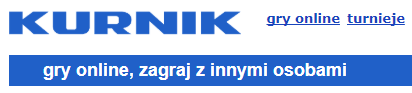 KURNIK
gry online turnieje
gry online, zagraj z innymi osobami